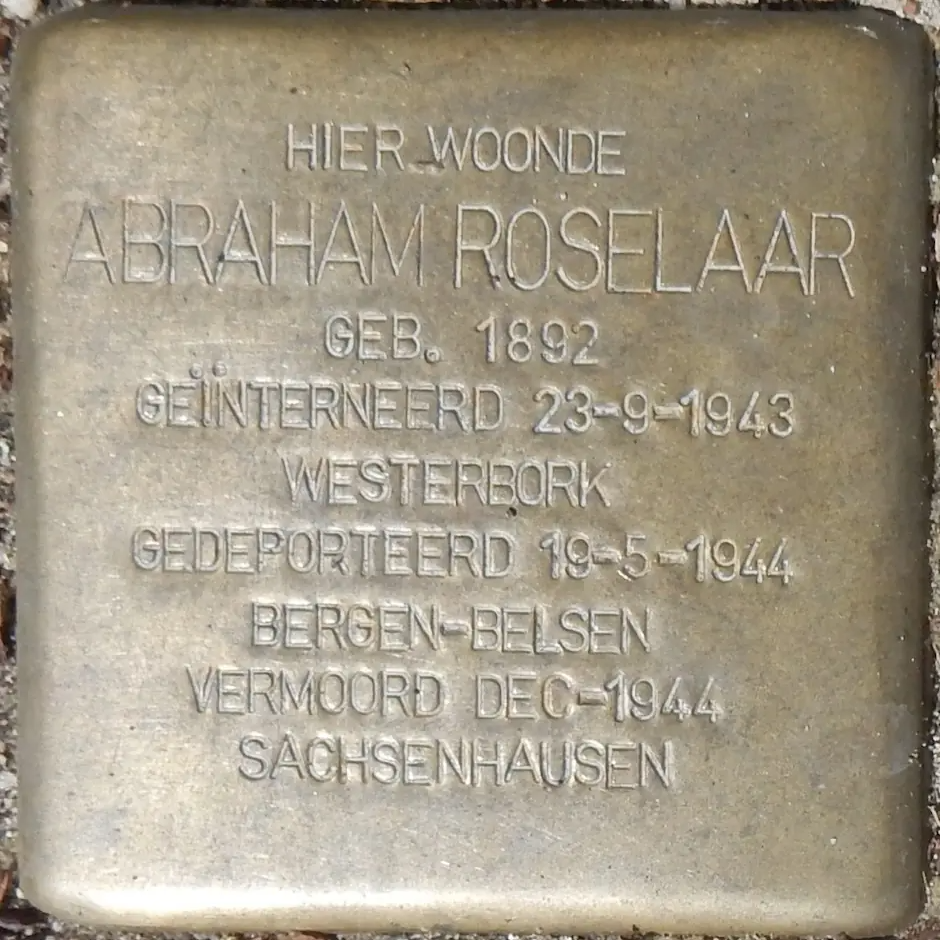 HIER WOONDE
ABRAHAM ROSELAAR
GEB. 1892
GEÏNTERNEERD 23-9-1943
WESTERBORK
GEDEPORTEERD 19-5-1944
BERGEN-BELSEN
VERMOORD DEC-1944
SACHSENHAUSEN